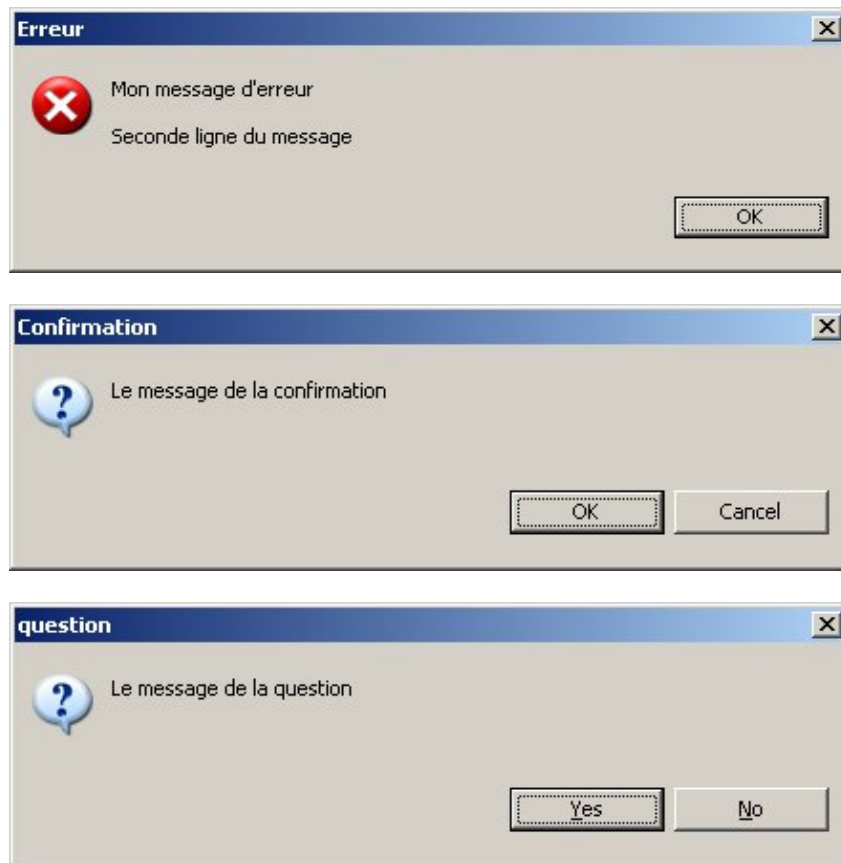 Erreur
Mon message d'erreur
Seconde ligne du message
OK
Confirmation
Le message de la confirmation
OK Cancel
question
Le message de la question
Yes No